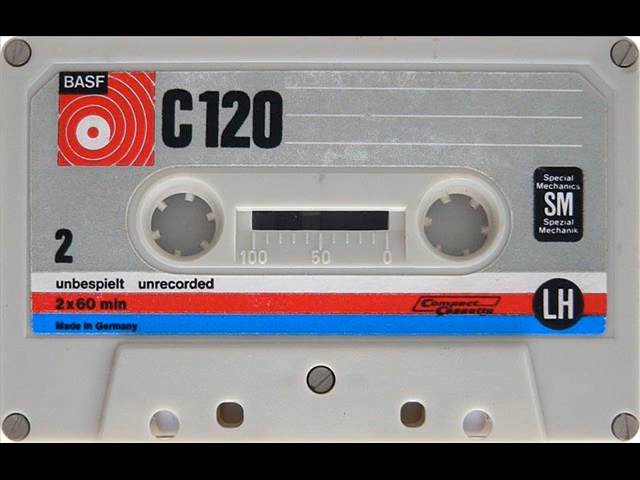 BASF
C120
Special
Mechanics
SM
Spezial
Mechanik
2
100 50 0
unbespielt unrecorded
2x60 min
Compact
Cassette
LH
Made in Germany